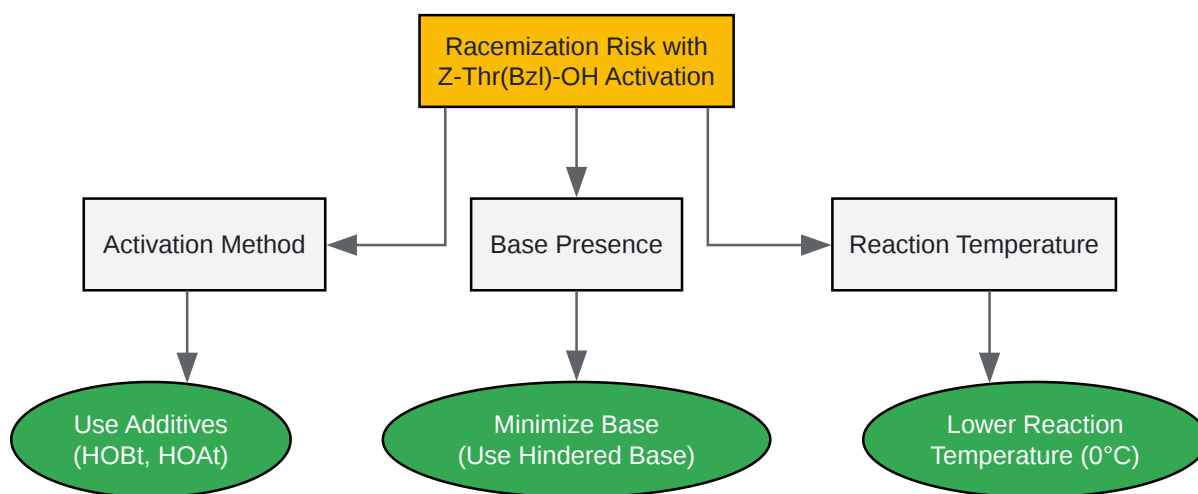 Racemization Risk with
Z-Thr(Bzl)-OH Activation
Activation Method
Base Presence
Reaction Temperature
Use Additives
(HOBt, HOAt)
Minimize Base
(Use Hindered Base)
Lower Reaction
Temperature (0°C)